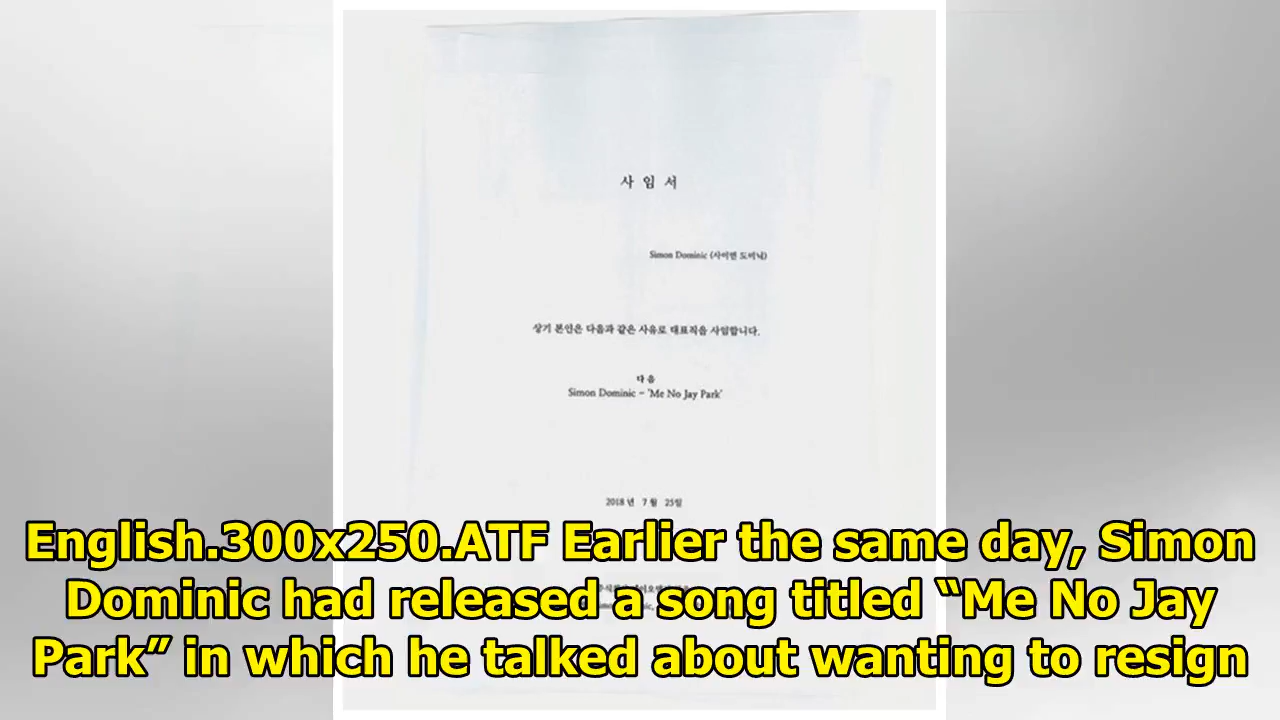 사 임 서
Simon Dominic (사이먼 도미닉)
상기 본인은 다음과 같은 사유로 대표직을 사임합니다.
다 음
Simon Dominic - 'Me No Jay Park'
2018 년 7 월 25일
English.300x250.ATF Earlier the same day, Simon
Dominic had released a song titled “Me No Jay
Park” in which he talked about wanting to resign